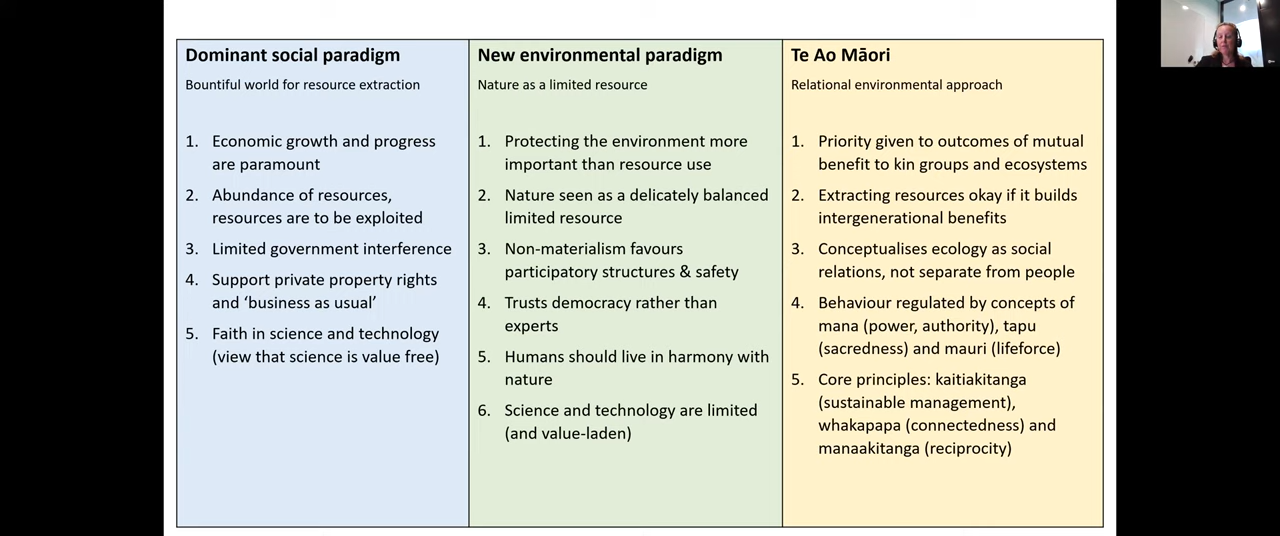 Dominant social paradigm
Bountiful world for resource extraction
1. Economic growth and progress
are paramount
2. Abundance of resources,
resources are to be exploited
3. Limited government interference
4. Support private property rights
and ‘business as usual’
5. Faith in science and technology
(view that science is value free)
New environmental paradigm
Nature as a limited resource
1. Protecting the environment more
important than resource use
2. Nature seen as a delicately balanced
limited resource
3. Non-materialism favours
participatory structures & safety
4. Trusts democracy rather than
experts
5. Humans should live in harmony with
nature
6. Science and technology are limited
(and value-laden)
Te Ao Māori
Relational environmental approach
1. Priority given to outcomes of mutual
benefit to kin groups and ecosystems
2. Extracting resources okay if it builds
intergenerational benefits
3. Conceptualises ecology as social
relations, not separate from people
4. Behaviour regulated by concepts of
mana (power, authority), tapu
(sacredness) and mauri (lifeforce)
5. Core principles: kaitiakitanga
(sustainable management),
whakapapa (connectedness) and
manaakitanga (reciprocity)